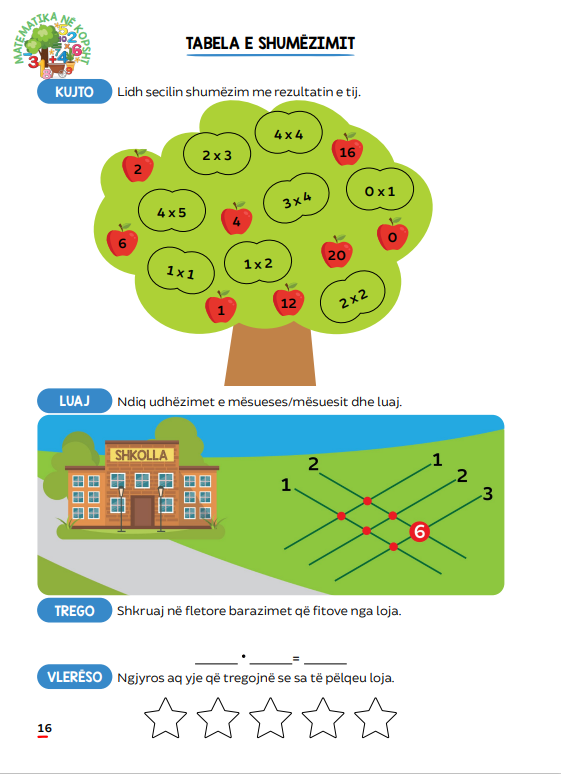 MATEMATIKA NË KOPSHT
TABELA E SHUMËZIMIT
KUJTO Lidh secilin shumëzim me rezultatin e tij.
4 x 4
2 x 3
16
2
3 x 4
0 x 1
4 x 5
4
6
0
20
1 x 1
1 x 2
2 x 2
1
12
LUAJ Ndiq udhëzimet e mësueses/mësuesit dhe luaj.
SHKOLLA
2
1
1
2
3
6
TREGO Shkruaj në fletore barazimet që fitove nga loja.
_____ · _____ = _____
VLERËSO Ngjyros aq yje që tregojnë se sa të pëlqeu loja.
16